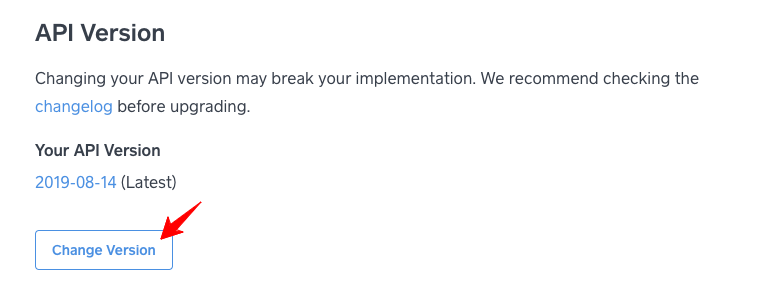 API Version
Changing your API version may break your implementation. We recommend checking the
changelog before upgrading.
Your API Version
2019-08-14 (Latest)
Change Version